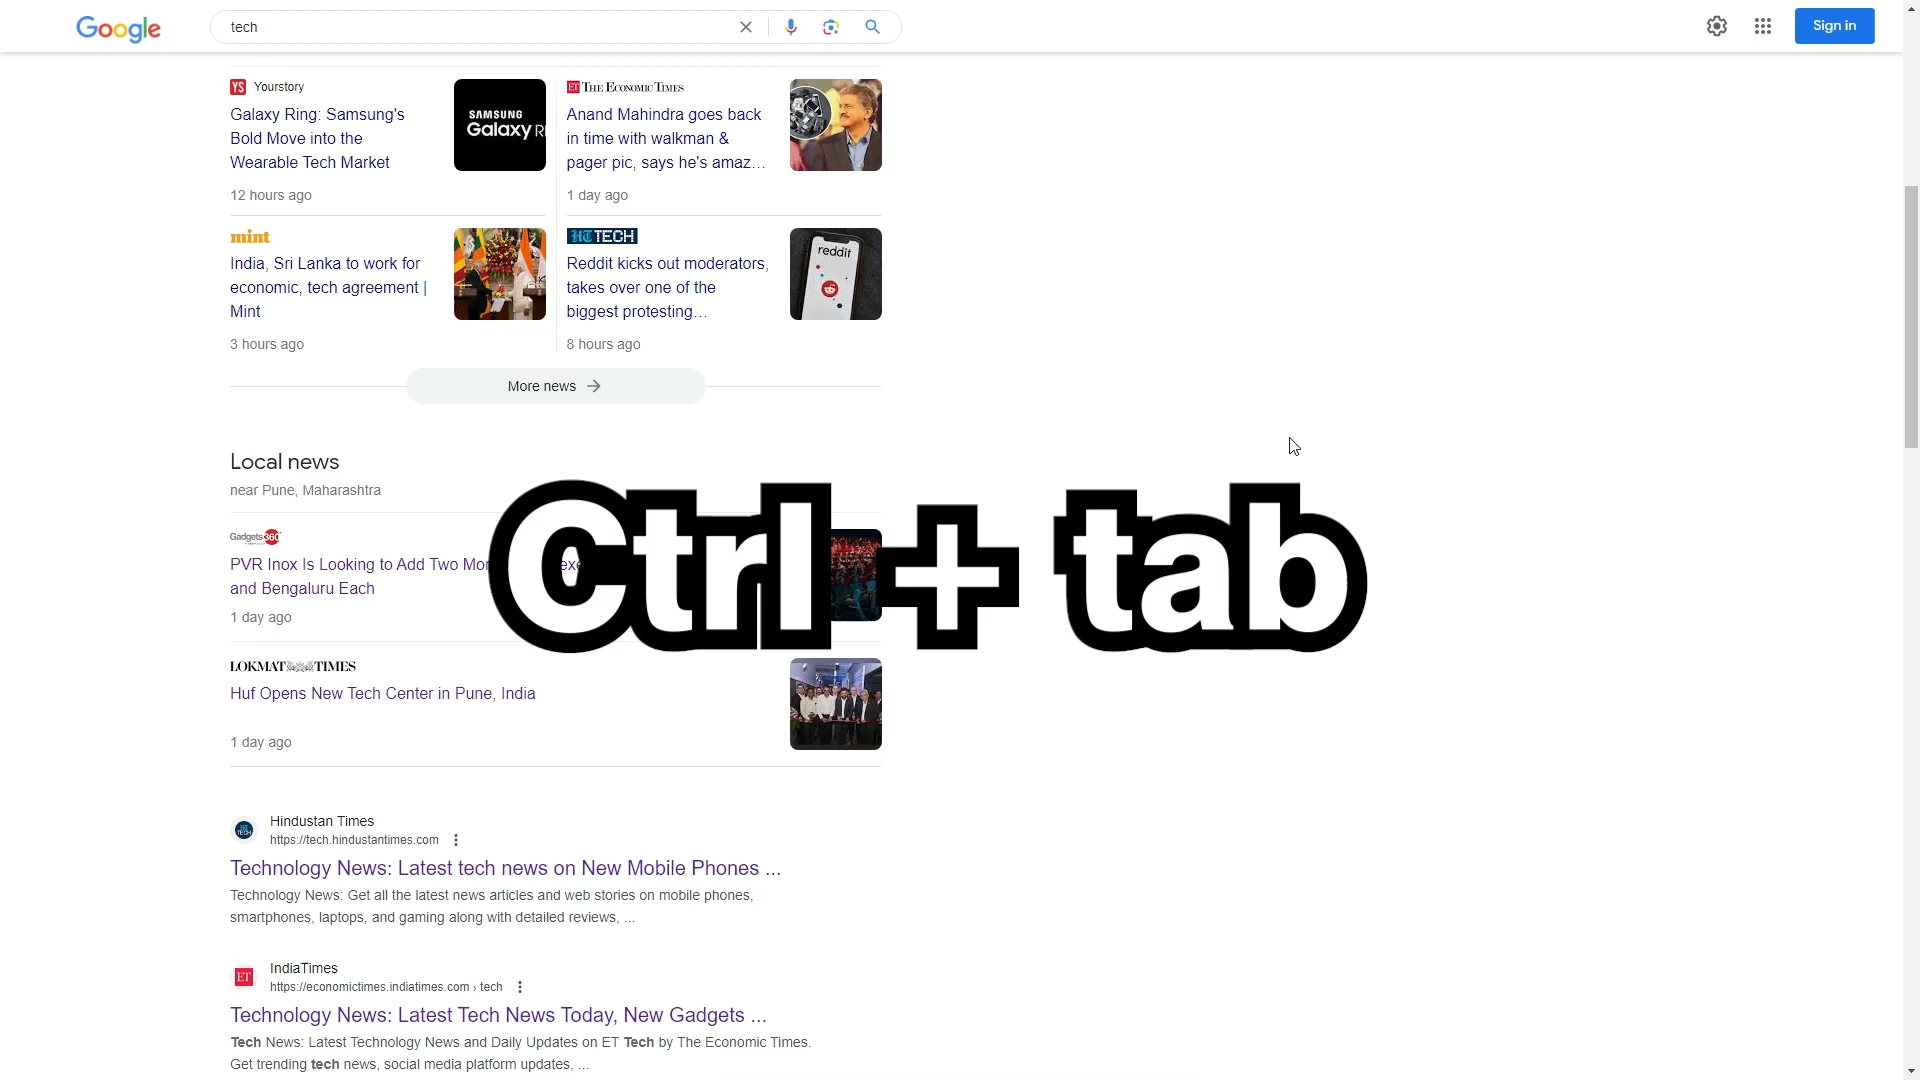 Google
tech
Sign in
YS Yourstory
Galaxy Ring: Samsung's
Bold Move into the
Wearable Tech Market
12 hours ago
SAMSUNG
Galaxy R
ET THE ECONOMIC TIMES
Anand Mahindra goes back
in time with walkman &
pager pic, says he's amaz...
1 day ago
mint
India, Sri Lanka to work for
economic, tech agreement |
Mint
3 hours ago
HT TECH
Reddit kicks out moderators,
takes over one of the
biggest protesting...
8 hours ago
reddit
More news
Local news
near Pune, Maharashtra
Gadgets 360
PVR Inox Is Looking to Add Two
and Bengaluru Each
1 day ago
Ctrl + tab
LOKMAT TIMES
Huf Opens New Tech Center in Pune, India
1 day ago
HT
TECH
Hindustan Times
https://tech.hindustantimes.com
Technology News: Latest tech news on New Mobile Phones ...
Technology News: Get all the latest news articles and web stories on mobile phones,
smartphones, laptops, and gaming along with detailed reviews, ...
ET
IndiaTimes
https://economictimes.indiatimes.com › tech
Technology News: Latest Tech News Today, New Gadgets ...
Tech News: Latest Technology News and Daily Updates on ET Tech by The Economic Times.
Get trending tech news, social media platform updates, ...